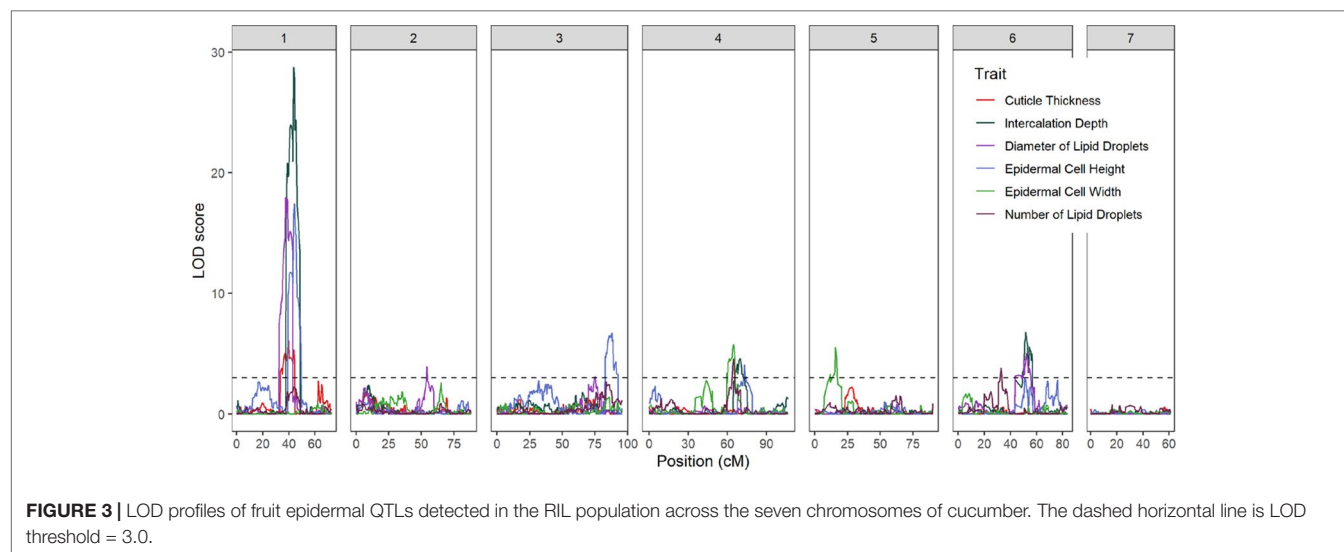 1 2 3 4 5 6 7
30
20
10
0
LOD score
Trait
Cuticle Thickness
Intercalation Depth
Diameter of Lipid Droplets
Epidermal Cell Height
Epidermal Cell Width
Number of Lipid Droplets
0 20 40 60 0 25 50 75 0 25 50 75 100 0 30 60 90 0 25 50 75 0 20 40 60 80 0 20 40 60
Position (cM)
FIGURE 3 | LOD profiles of fruit epidermal QTLs detected in the RIL population across the seven chromosomes of cucumber. The dashed horizontal line is LOD
threshold = 3.0.